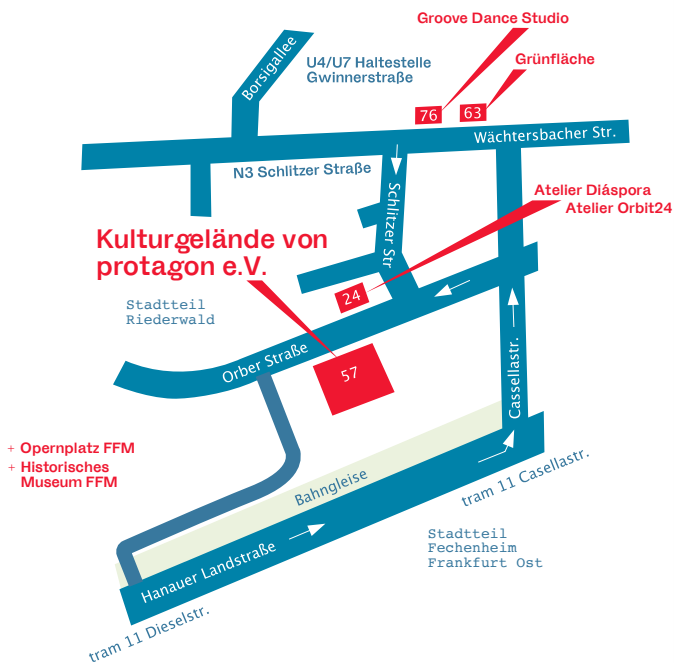 Groove Dance Studio
Borsigallee
U4/U7 Haltestelle
Gwinnerstraße
Grünfläche
76
63
Wächtersbacher Str.
N3 Schlitzer Straße
Schlitzer Str
Atelier Diáspora
Atelier Orbit24
Kulturgelände von
protagon e.V.
24
Stadtteil
Riederwald
Orber Straße
57
Cassellastr.
+ Opernplatz FFM
+ Historisches
Museum FFM
Bahngleise
tram 11 Casellastr.
Hanauer Landstraße
Stadtteil
Fechenheim
Frankfurt Ost
tram 11 Dieselstr.